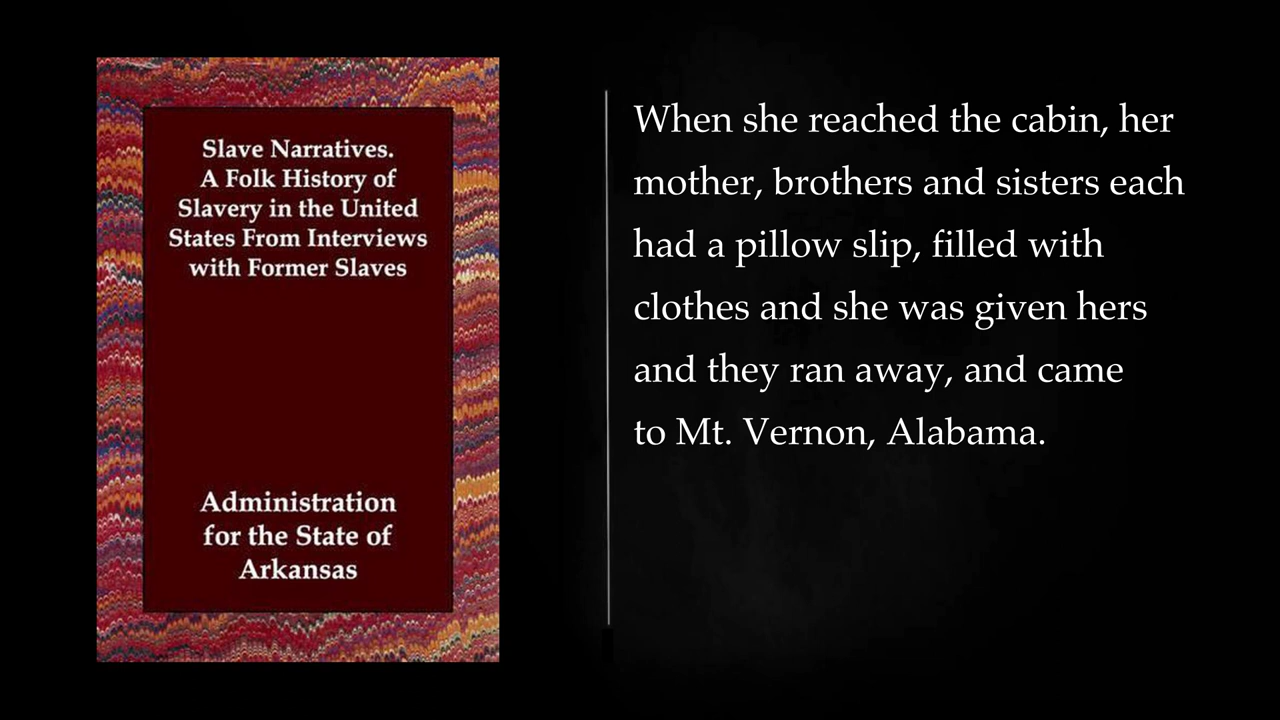 Slave Narratives.
A Folk History of
Slavery in the United
States From Interviews
with Former Slaves
Administration
for the State of
Arkansas
When she reached the cabin, her
mother, brothers and sisters each
had a pillow slip, filled with
clothes and she was given hers
and they ran away, and came
to Mt. Vernon, Alabama.